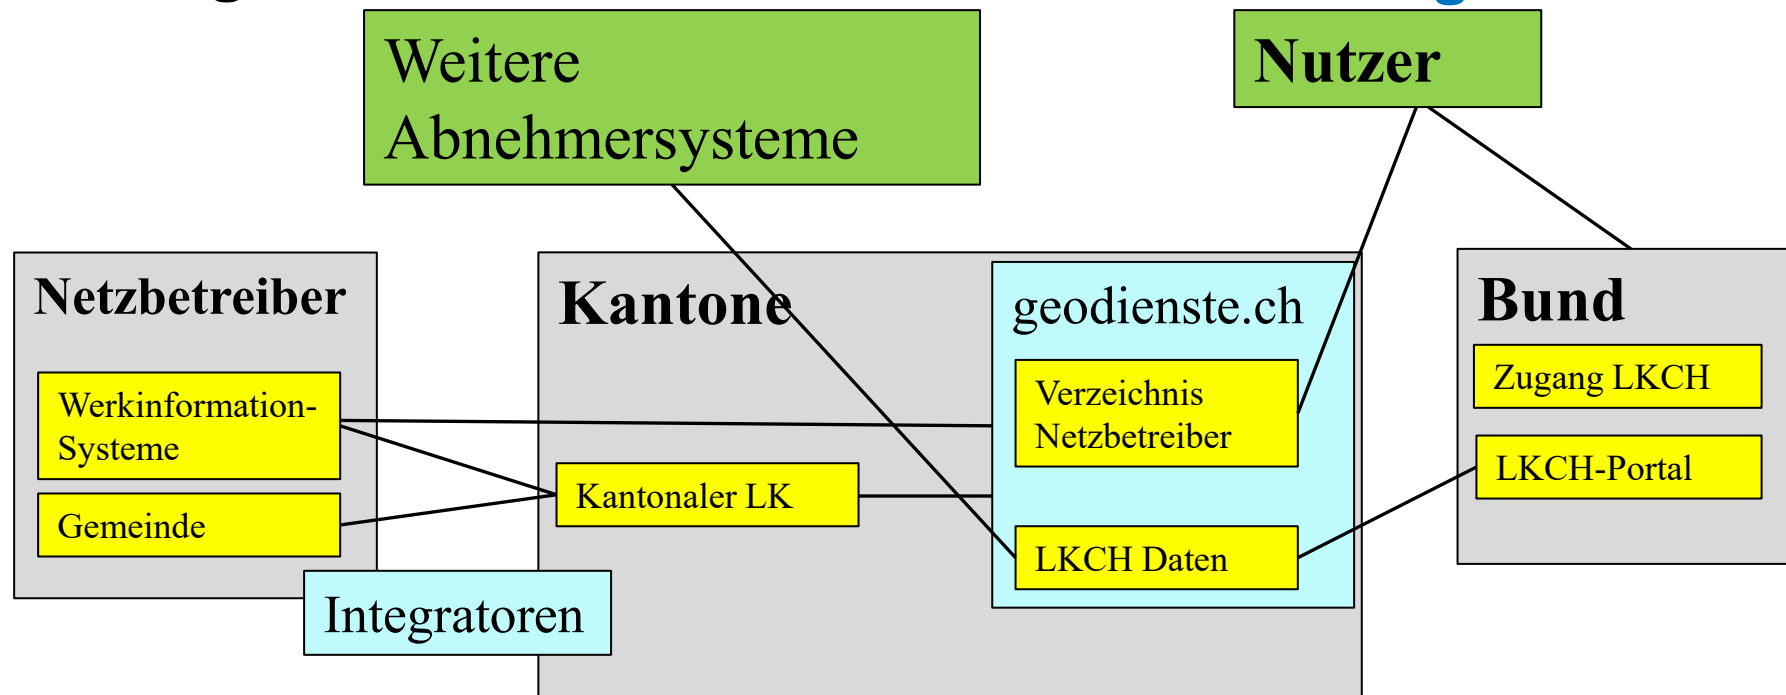 Weitere
Abnehmersysteme
Nutzer
Netzbetreiber
Werkinformation-
Systeme
Gemeinde
Integratoren
Kantone
Kantonaler LK
geodienste.ch
Verzeichnis
Netzbetreiber
LKCH Daten
Bund
Zugang LKCH
LKCH-Portal